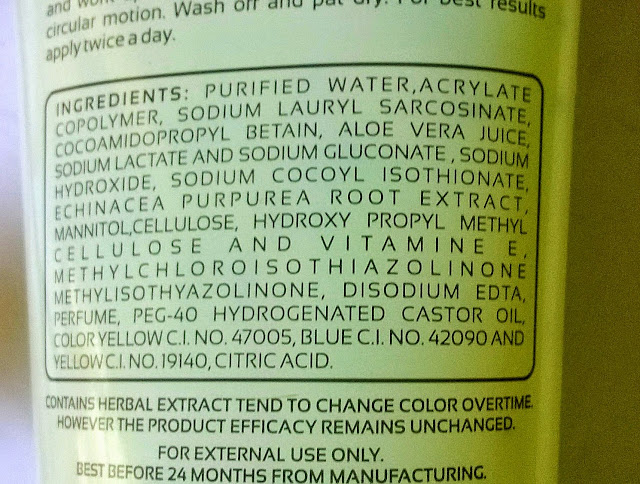 and work
circular motion. Wash off and pat dry. For best results
apply twice a day.
INGREDIENTS: PURIFIED WATER,ACRYLATE
COPOLYMER, SODIUM LAURYL SARCOSINATE,
COCOAMIDOPROPYL BETAIN, ALOE VERA JUICE,
SODIUM LACTATE AND SODIUM GLUCONATE , SODIUM
HYDROXIDE, SODIUM COCOYL ISOTHIONATE,
ECHINACEA PURPUREA ROOT EXTRACT,
MANNITOL,CELLULOSE, HYDROXY PROPYL METHYL
CELLULOSE AND VITAMINE E,
METHYLCHLOROISOTHIAZOLINONE
METHYLISOTHYAZOLINONE, DISODIUM EDTA,
PERFUME, PEG-40 HYDROGENATED CASTOR OIL,
COLOR YELLOW C.I. NO. 47005, BLUE C.I. NO. 42090 AND
YELLOW C.I. NO. 19140, CITRIC ACID.
CONTAINS HERBAL EXTRACT TEND TO CHANGE COLOR OVERTIME.
HOWEVER THE PRODUCT EFFICACY REMAINS UNCHANGED.
FOR EXTERNAL USE ONLY.
BEST BEFORE 24 MONTHS FROM MANUFACTURING.